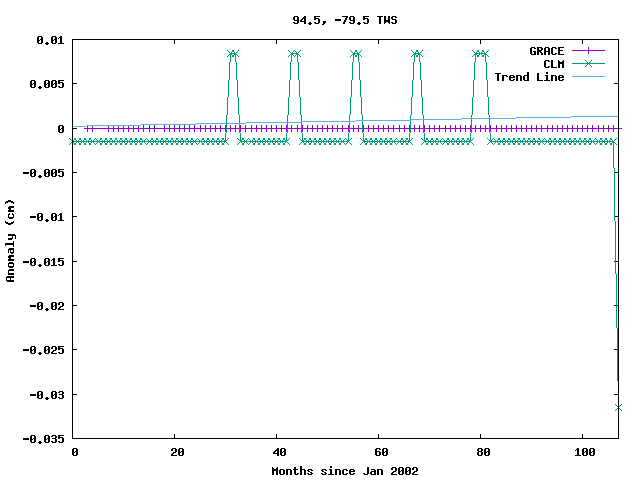 94.5, -79.5 TWS
GRACE
CLM
Trend Line
0.01
0.005
0
-0.005
-0.01
-0.015
-0.02
-0.025
-0.03
-0.035
Anomaly (cm)
0 20 40 60 80 100
Months since Jan 2002